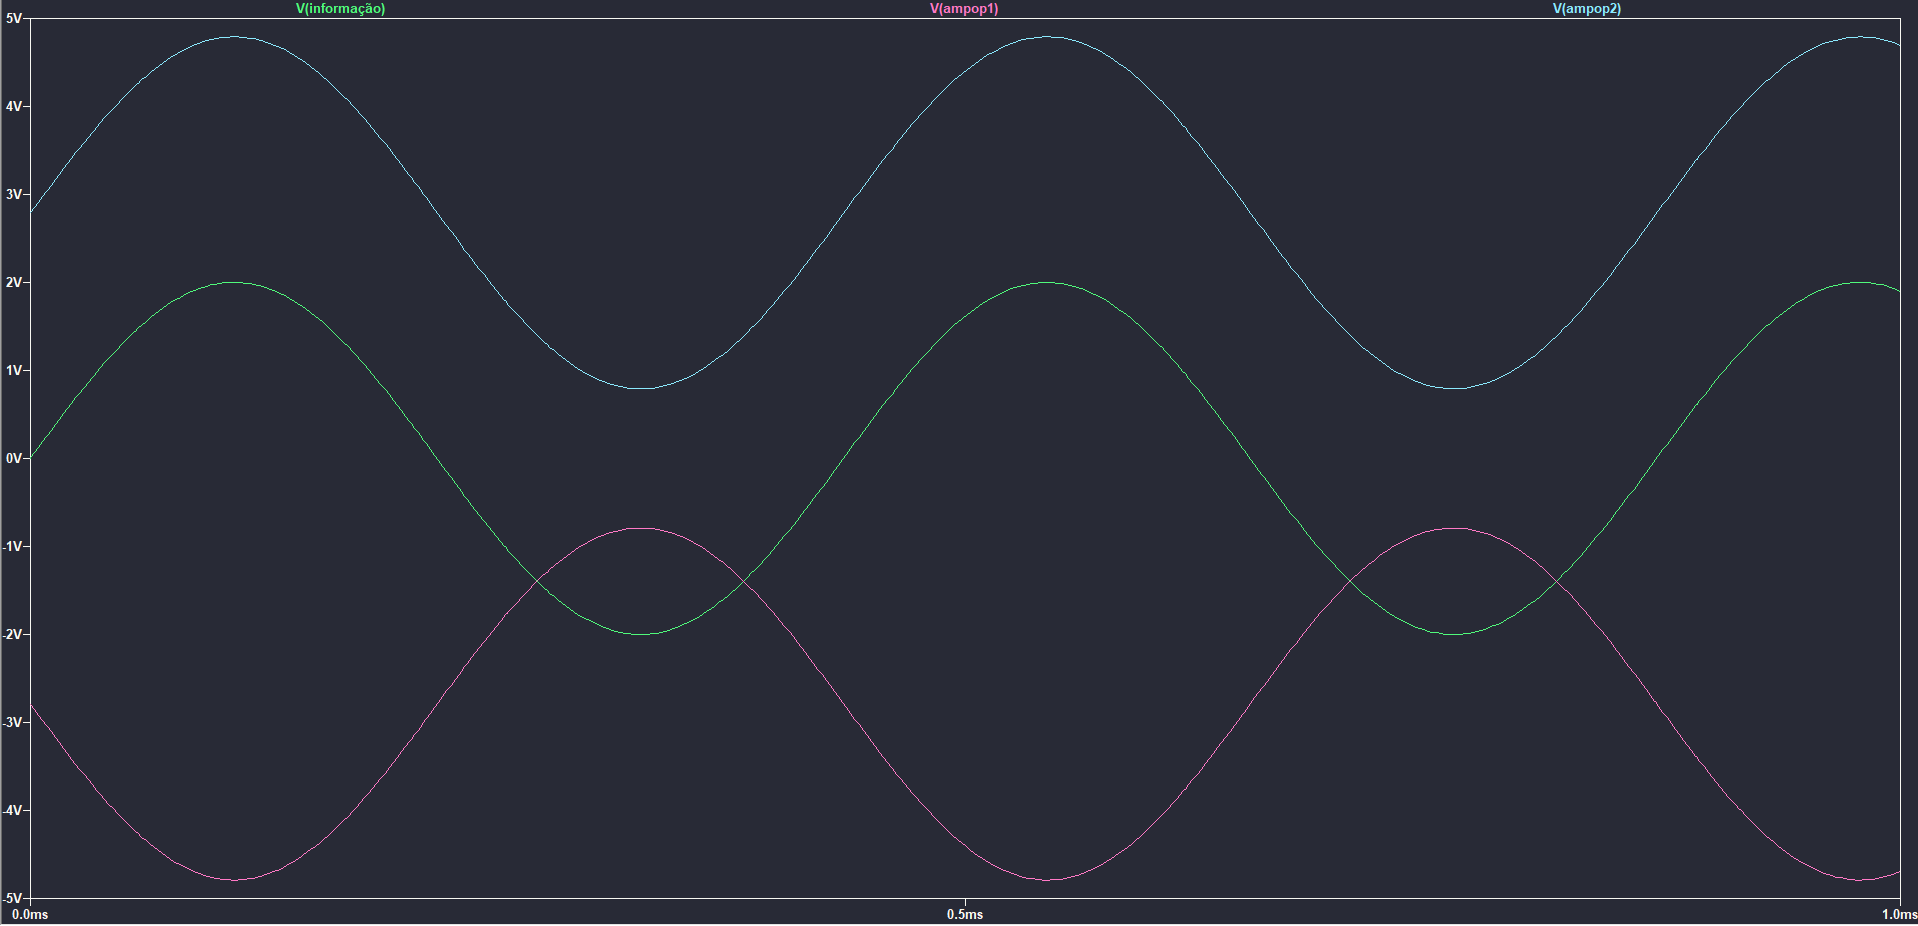 V(informação) V(ampop1) V(ampop2)
5V
4V
3V
2V
1V
0V
-1V
-2V
-3V
-4V
-5V
0.0ms 0.5ms 1.0ms